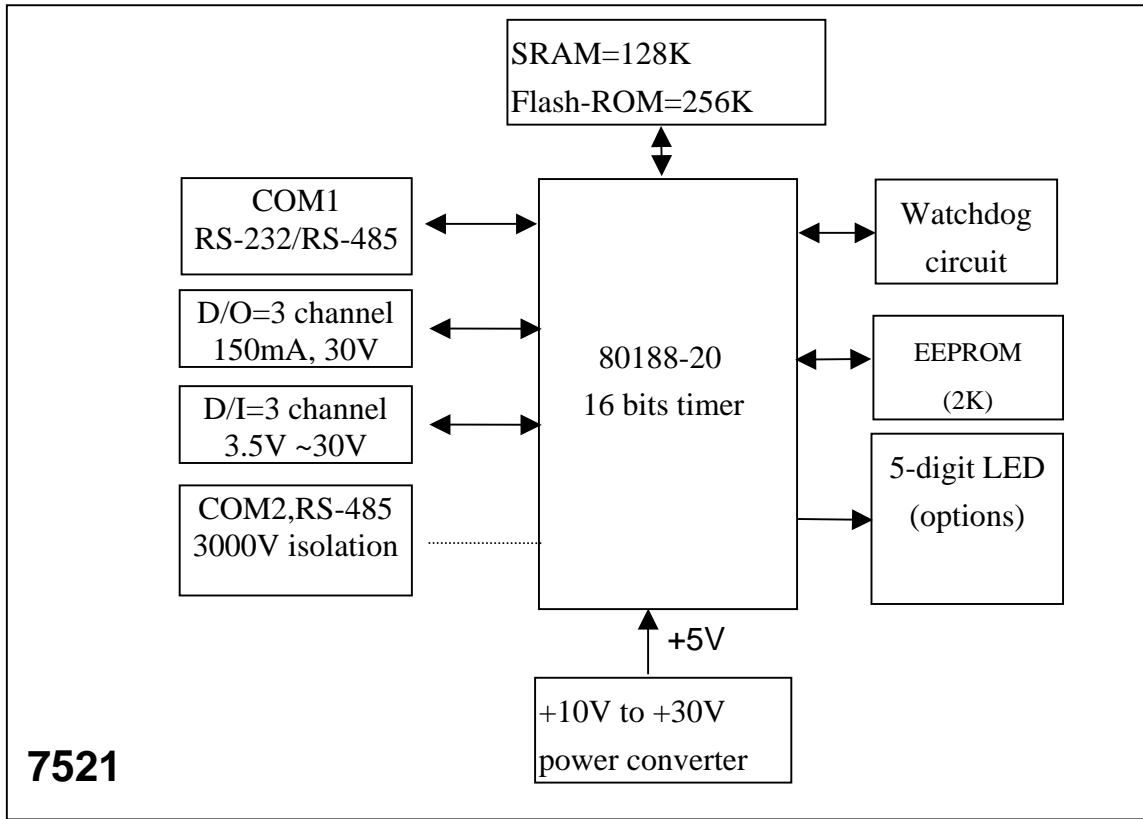 SRAM=128K
Flash-ROM=256K
COM1
RS-232/RS-485
D/O=3 channel
150mA, 30V
D/I=3 channel
3.5V ~30V
COM2,RS-485
3000V isolation
80188-20
16 bits timer
Watchdog
circuit
EEPROM
(2K)
5-digit LED
(options)
+5V
+10V to +30V
power converter
7521